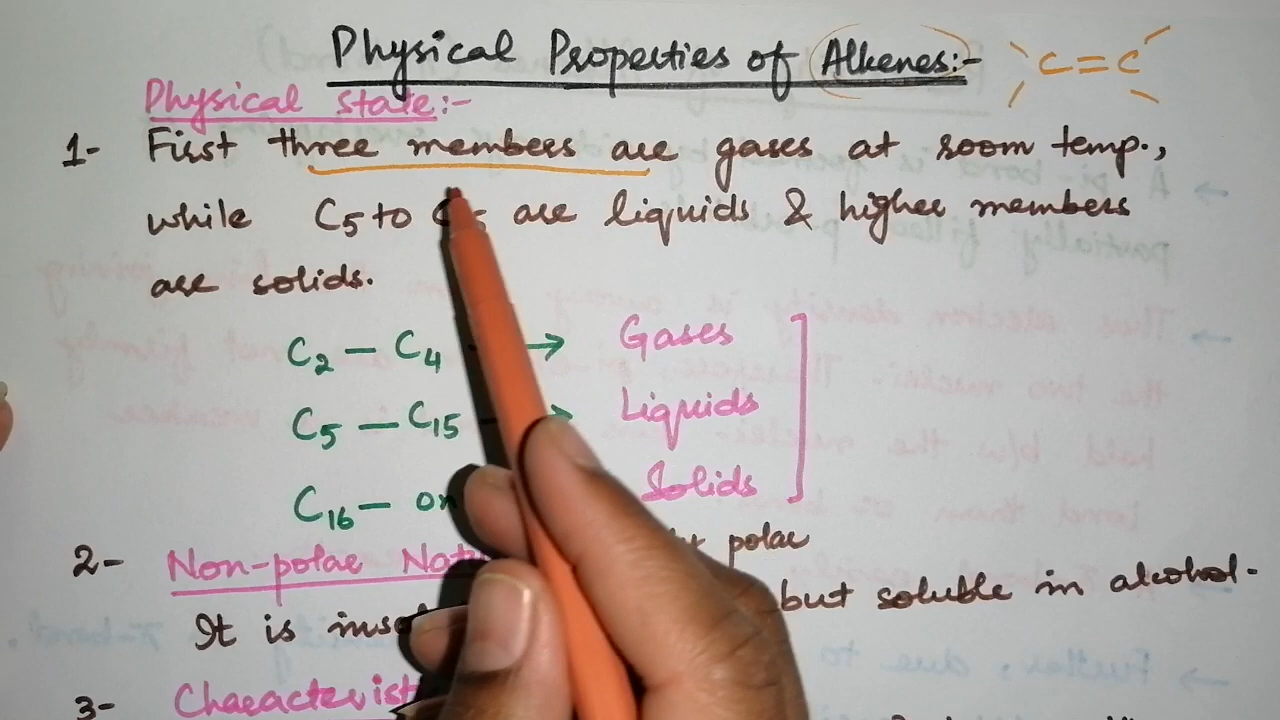 Physical Properties of Alkenes:-
C=C
Physical state:-
1- First three members are gases at room temp.,
while C5 to are liquids & higher members
are solids.
C2 – C4 → Gases
C5 – C15 → Liquids
C16 – on Solids
2- Non-polar polar
It is but soluble in alcohol.
3-